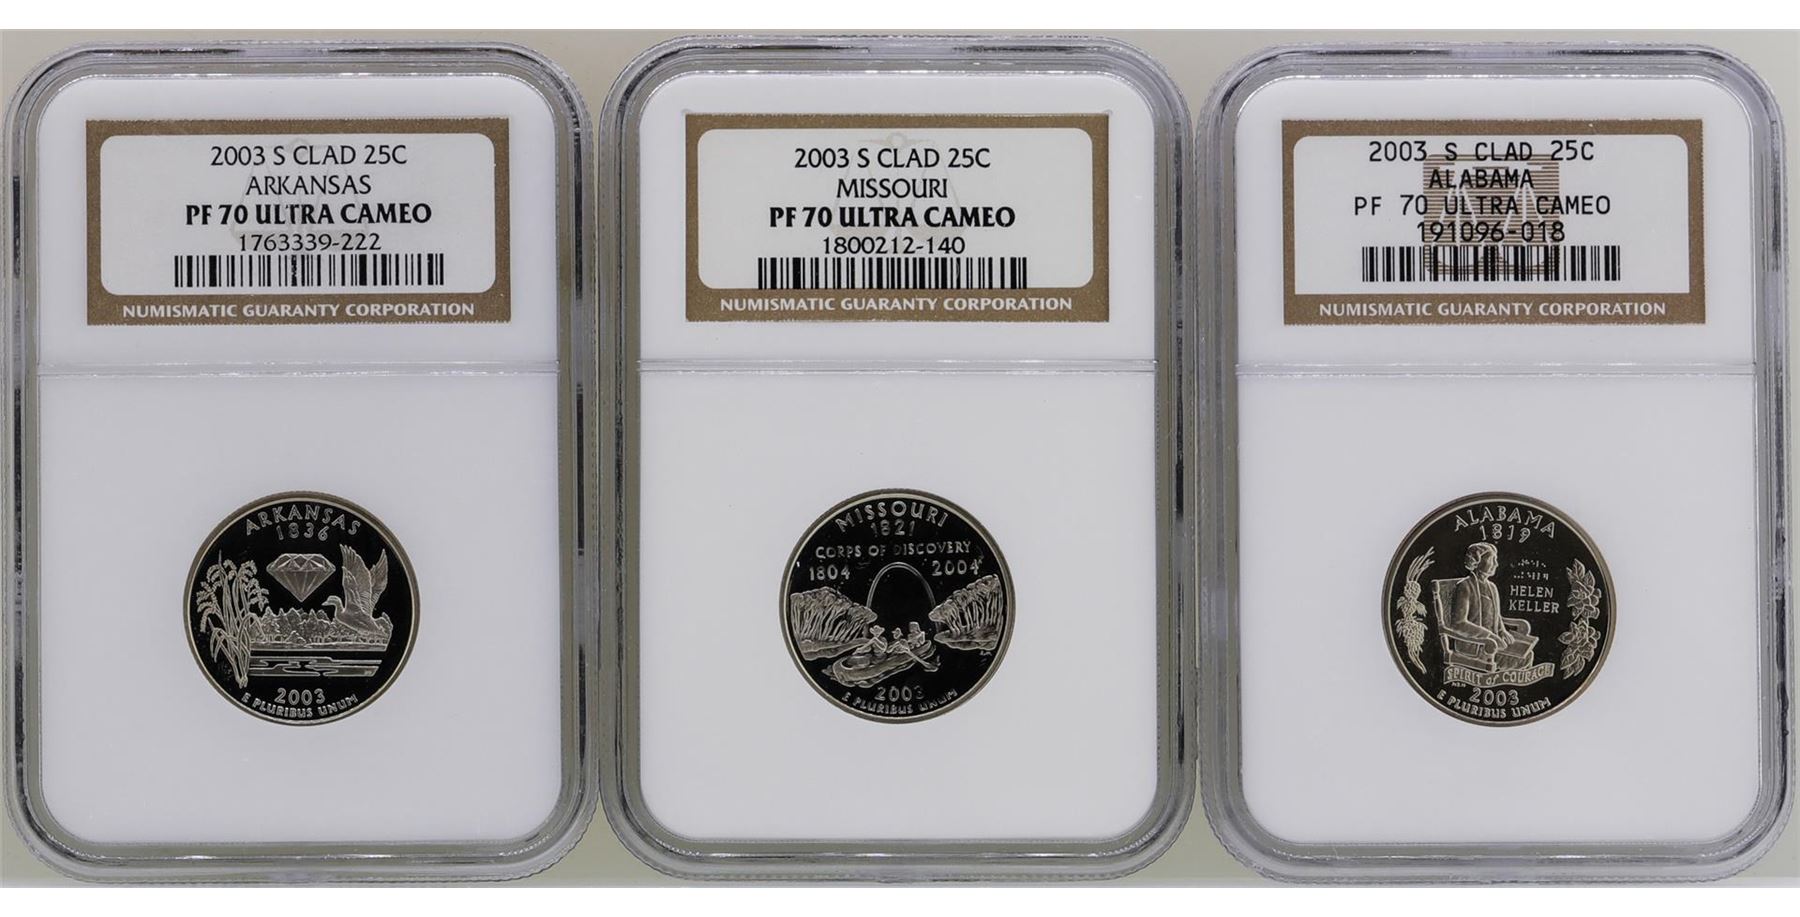 2003 S CLAD 25C
ARKANSAS
PF 70 ULTRA CAMEO
1763339-222
NUMISMATIC GUARANTY CORPORATION
ARKANSAS
1836
2003
E PLURIBUS UNUM
2003 S CLAD 25C
MISSOURI
PF 70 ULTRA CAMEO
1800212-140
NUMISMATIC GUARANTY CORPORATION
MISSOURI
1821
CORPS OF DISCOVERY
1804 2004
2003
E PLURIBUS UNUM
2003 S CLAD 25C
ALABAMA
PF 70 ULTRA CAMEO
191096-018
NUMISMATIC GUARANTY CORPORATION
ALABAMA
1819
HELEN
KELLER
SPIRIT of COURAGE
2003
E PLURIBUS UNUM